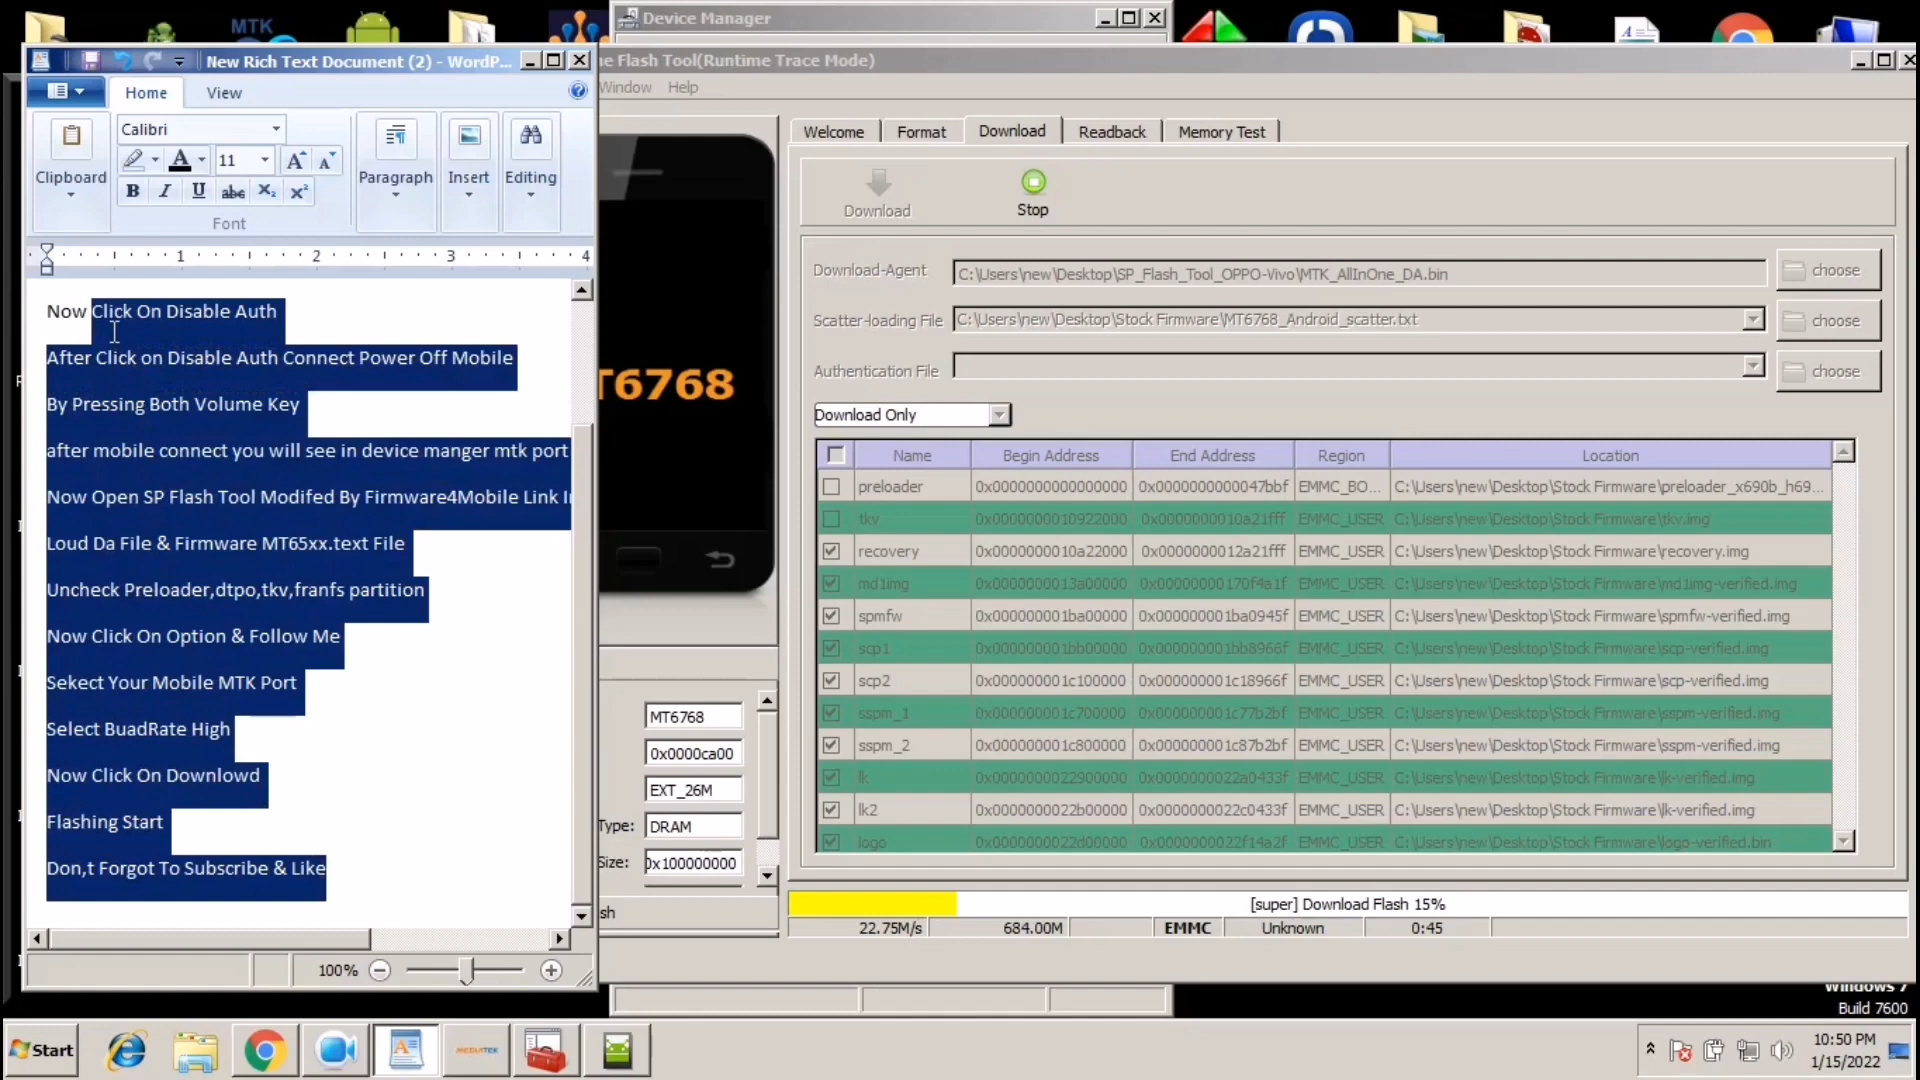 MTK
Device Manager
New Rich Text Document (2) - WordP...
ne Flash Tool(Runtime Trace Mode)
Window Help
Home View
Calibri
11
Clipboard
Paragraph
Insert
Editing
B I U abc X₂ X²
Font
1 2 3 4
Now Click On Disable Auth
After Click on Disable Auth Connect Power Off Mobile
By Pressing Both Volume Key
after mobile connect you will see in device manger mtk port
Now Open SP Flash Tool Modifed By Firmware4Mobile Link I
Loud Da File & Firmware MT65xx.text File
Uncheck Preloader,dtpo,tkv,franfs partition
Now Click On Option & Follow Me
Sekect Your Mobile MTK Port
Select BuadRate High
Now Click On Downlowd
Flashing Start
Don,t Forgot To Subscribe & Like
100%
T6768
MT6768
0x0000ca00
EXT_26M
Type: DRAM
Size: 0x100000000
sh
Welcome Format Download Readback Memory Test
Download Stop
Download-Agent C:\Users\new\Desktop\SP_Flash_Tool_OPPO-Vivo\MTK_AllInOne_DA.bin choose
Scatter-loading File C:\Users\new\Desktop\Stock Firmware\MT6768_Android_scatter.txt choose
Authentication File choose
Download Only
Name Begin Address End Address Region Location
preloader 0x0000000000000000 0x0000000000047bbf EMMC_BO... C:\Users\new\Desktop\Stock Firmware\preloader_x690b_h69...
tkv 0x0000000010922000 0x0000000010a21fff EMMC_USER C:\Users\new\Desktop\Stock Firmware\tkv.img
recovery 0x0000000010a22000 0x0000000012a21fff EMMC_USER C:\Users\new\Desktop\Stock Firmware\recovery.img
md1img 0x0000000013a00000 0x00000000170f4a1f EMMC_USER C:\Users\new\Desktop\Stock Firmware\md1img-verified.img
spmfw 0x000000001ba00000 0x000000001ba0945f EMMC_USER C:\Users\new\Desktop\Stock Firmware\spmfw-verified.img
scp1 0x000000001bb00000 0x000000001bb8966f EMMC_USER C:\Users\new\Desktop\Stock Firmware\scp-verified.img
scp2 0x000000001c100000 0x000000001c18966f EMMC_USER C:\Users\new\Desktop\Stock Firmware\scp-verified.img
sspm_1 0x000000001c700000 0x000000001c77b2bf EMMC_USER C:\Users\new\Desktop\Stock Firmware\sspm-verified.img
sspm_2 0x000000001c800000 0x000000001c87b2bf EMMC_USER C:\Users\new\Desktop\Stock Firmware\sspm-verified.img
lk 0x0000000022900000 0x0000000022a0433f EMMC_USER C:\Users\new\Desktop\Stock Firmware\lk-verified.img
lk2 0x0000000022b00000 0x0000000022c0433f EMMC_USER C:\Users\new\Desktop\Stock Firmware\lk-verified.img
logo 0x0000000022d00000 0x0000000022f14a2f EMMC_USER C:\Users\new\Desktop\Stock Firmware\logo-verified.bin
[super] Download Flash 15%
22.75M/s 684.00M EMMC Unknown 0:45
Windows 7
Build 7600
Start
MEDIATEK
10:50 PM
1/15/2022